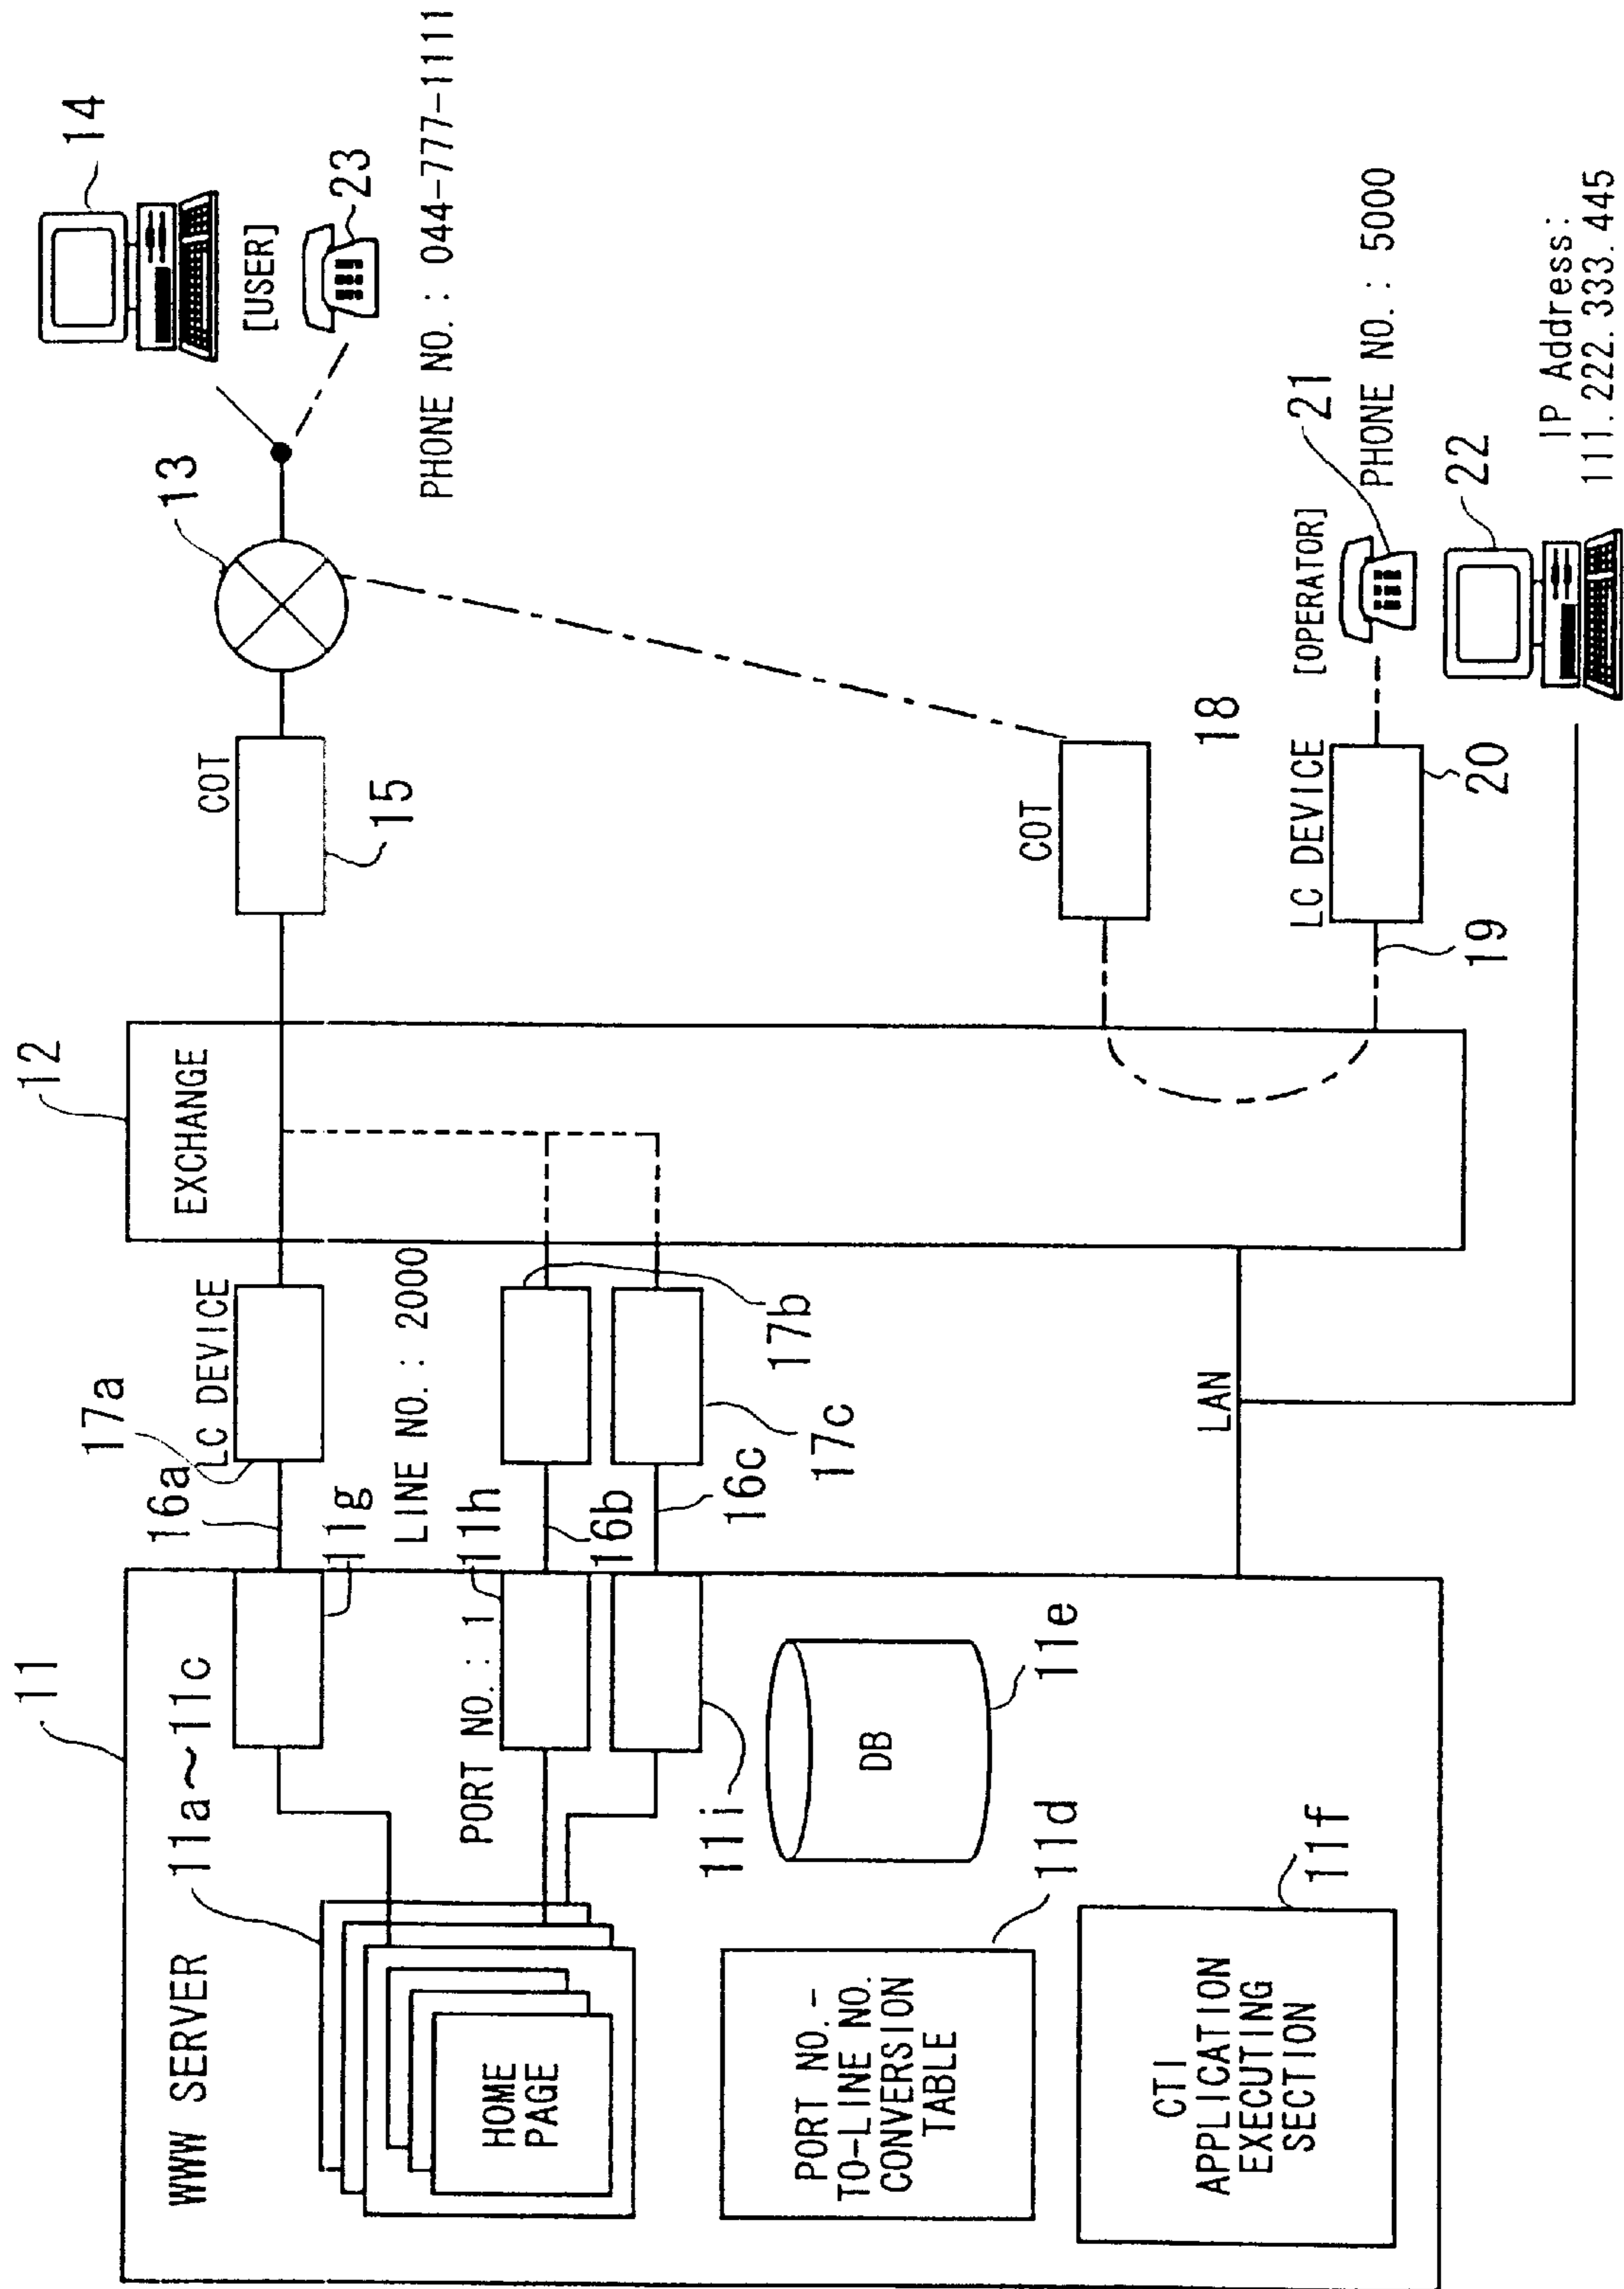 11
WWW SERVER
11a~11c
HOME
PAGE
PORT NO.-
TO-LINE NO.
CONVERSION
TABLE
11d
CTI
APPLICATION
EXECUTING
SECTION
11f
DB
11e
11g
PORT NO.: 1
11h
11i
16a
17a
LC DEVICE
LINE NO.: 2000
16b
17b
16c
17c
LAN
12
EXCHANGE
COT
15
13
14
[USER]
23
PHONE NO.: 044-777-1111
COT
18
LC DEVICE
19
20
[OPERATOR]
21
PHONE NO.: 5000
22
IP Address:
111.222.333.445